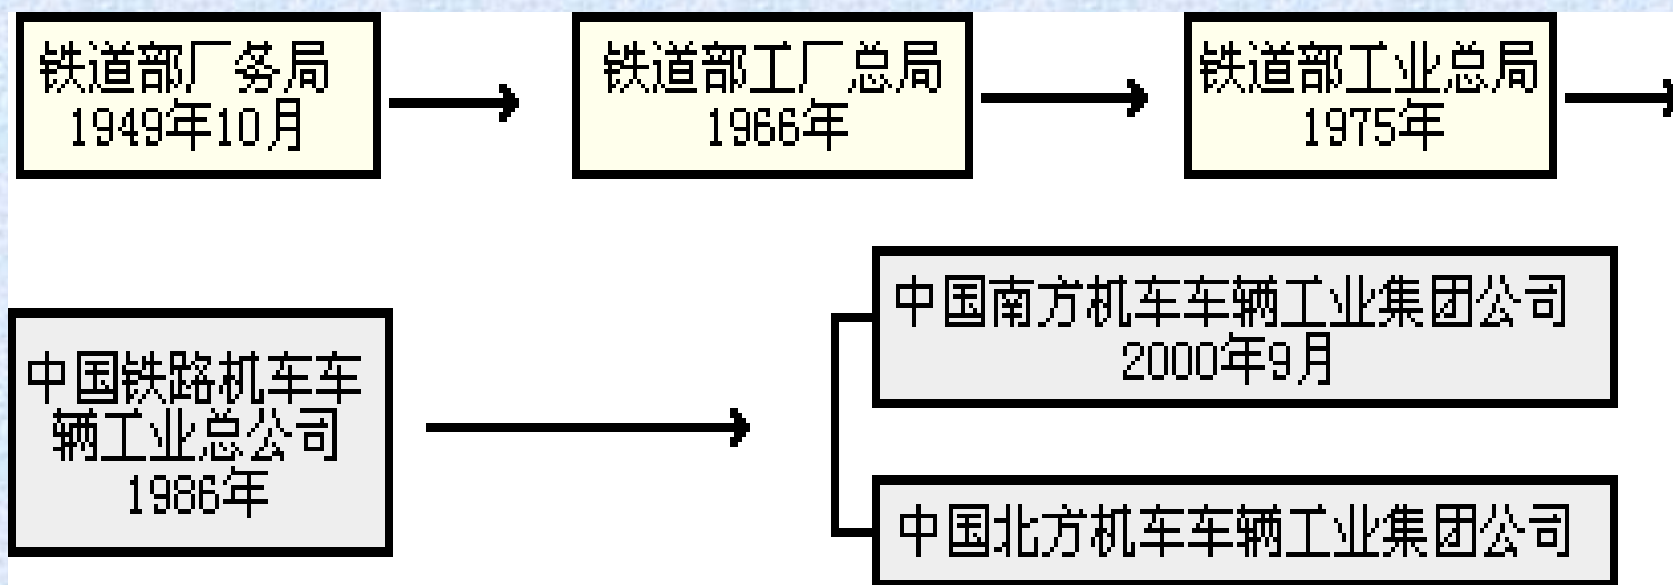 铁道部厂务局
1949年10月
铁道部工厂总局
1966年
铁道部工业总局
1975年
中国铁路机车车
辆工业总公司
1986年
中国南方机车车辆工业集团公司
2000年9月
中国北方机车车辆工业集团公司